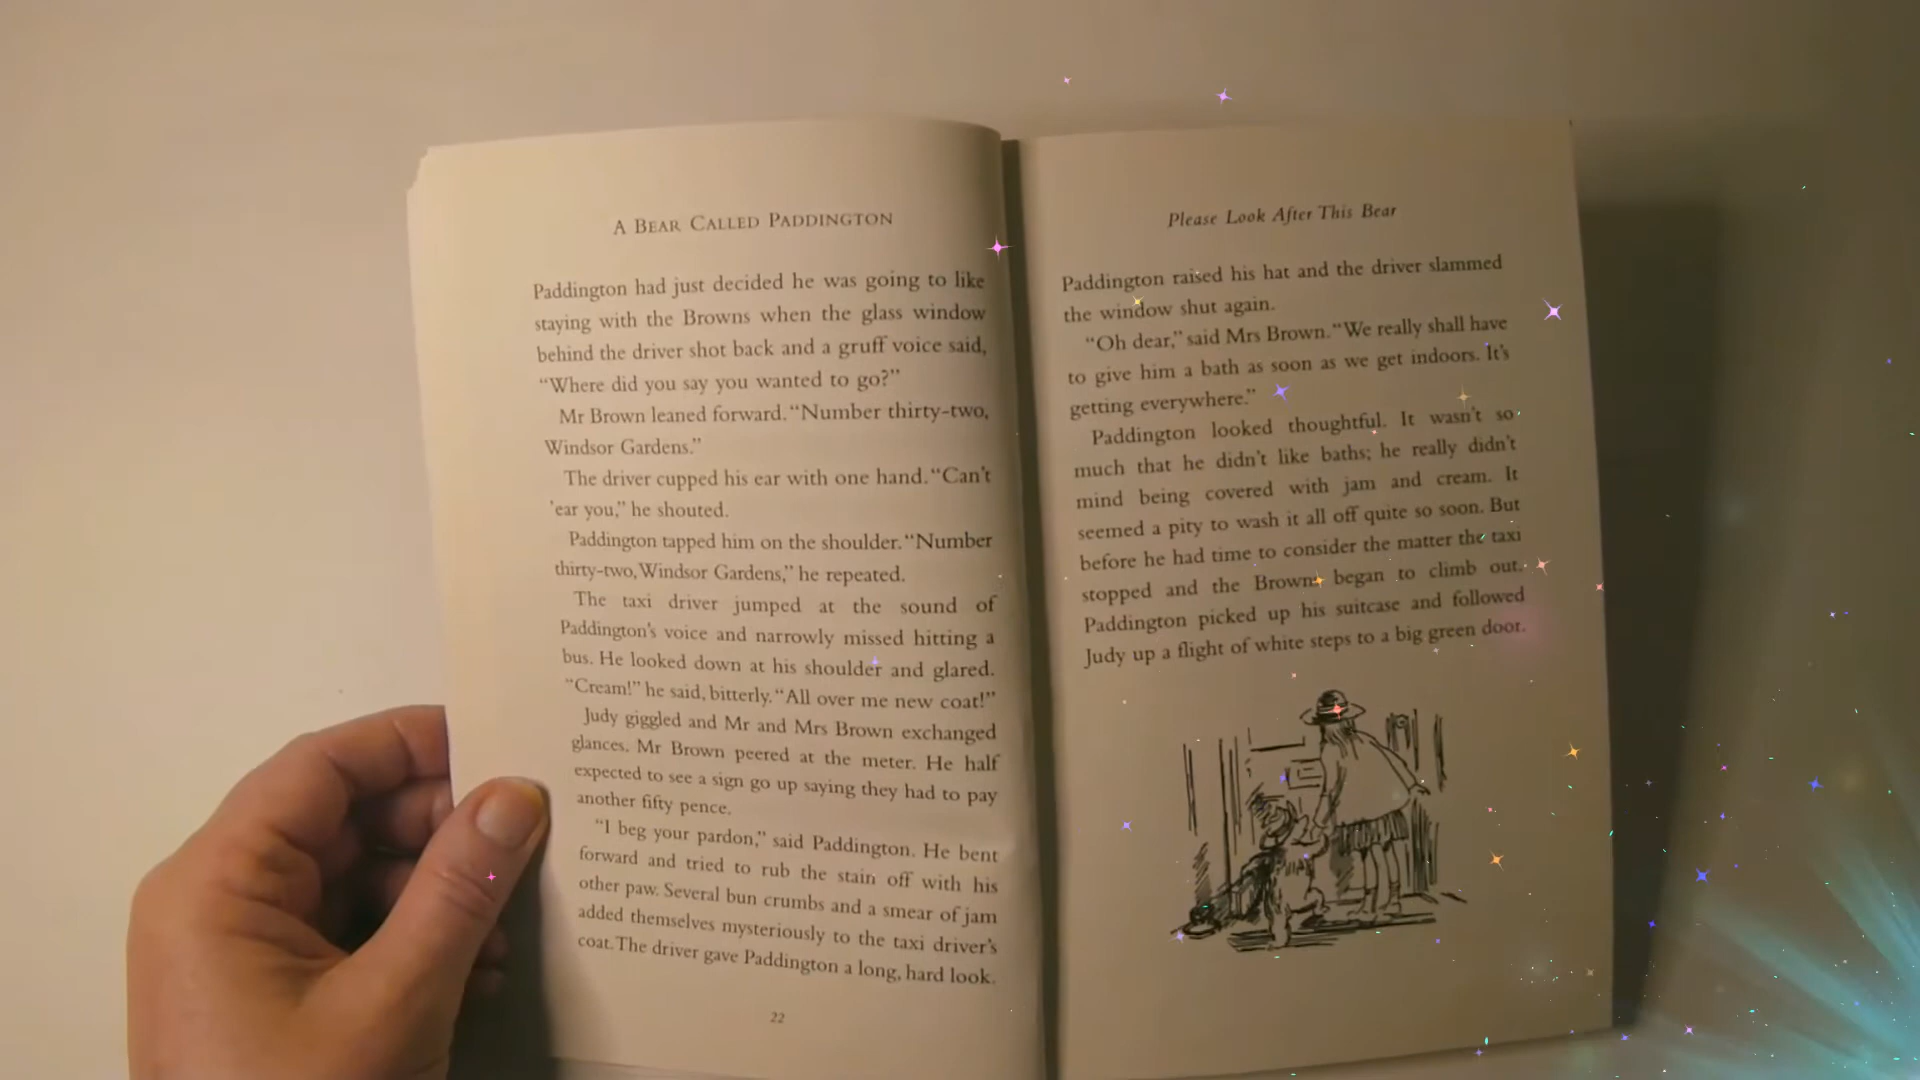 A BEAR CALLED PADDINGTON
Paddington had just decided he was going to like
staying with the Browns when the glass window
behind the driver shot back and a gruff voice said,
“Where did you say you wanted to go?”
Mr Brown leaned forward. “Number thirty-two,
Windsor Gardens.”
The driver cupped his ear with one hand. “Can’t
’ear you,” he shouted.
Paddington tapped him on the shoulder. “Number
thirty-two, Windsor Gardens,” he repeated.
The taxi driver jumped at the sound of
Paddington’s voice and narrowly missed hitting a
bus. He looked down at his shoulder and glared.
“Cream!” he said, bitterly. “All over me new coat!”
Judy giggled and Mr and Mrs Brown exchanged
glances. Mr Brown peered at the meter. He half
expected to see a sign go up saying they had to pay
another fifty pence.
“I beg your pardon,” said Paddington. He bent
forward and tried to rub the stain off with his
other paw. Several bun crumbs and a smear of jam
added themselves mysteriously to the taxi driver’s
coat. The driver gave Paddington a long, hard look.
22
Please Look After This Bear
Paddington raised his hat and the driver slammed
the window shut again.
“Oh dear,” said Mrs Brown. “We really shall have
to give him a bath as soon as we get indoors. It’s
getting everywhere.”
Paddington looked thoughtful. It wasn’t so
much that he didn’t like baths; he really didn’t
mind being covered with jam and cream. It
seemed a pity to wash it all off quite so soon. But
before he had time to consider the matter the taxi
stopped and the Browns began to climb out.
Paddington picked up his suitcase and followed
Judy up a flight of white steps to a big green door.